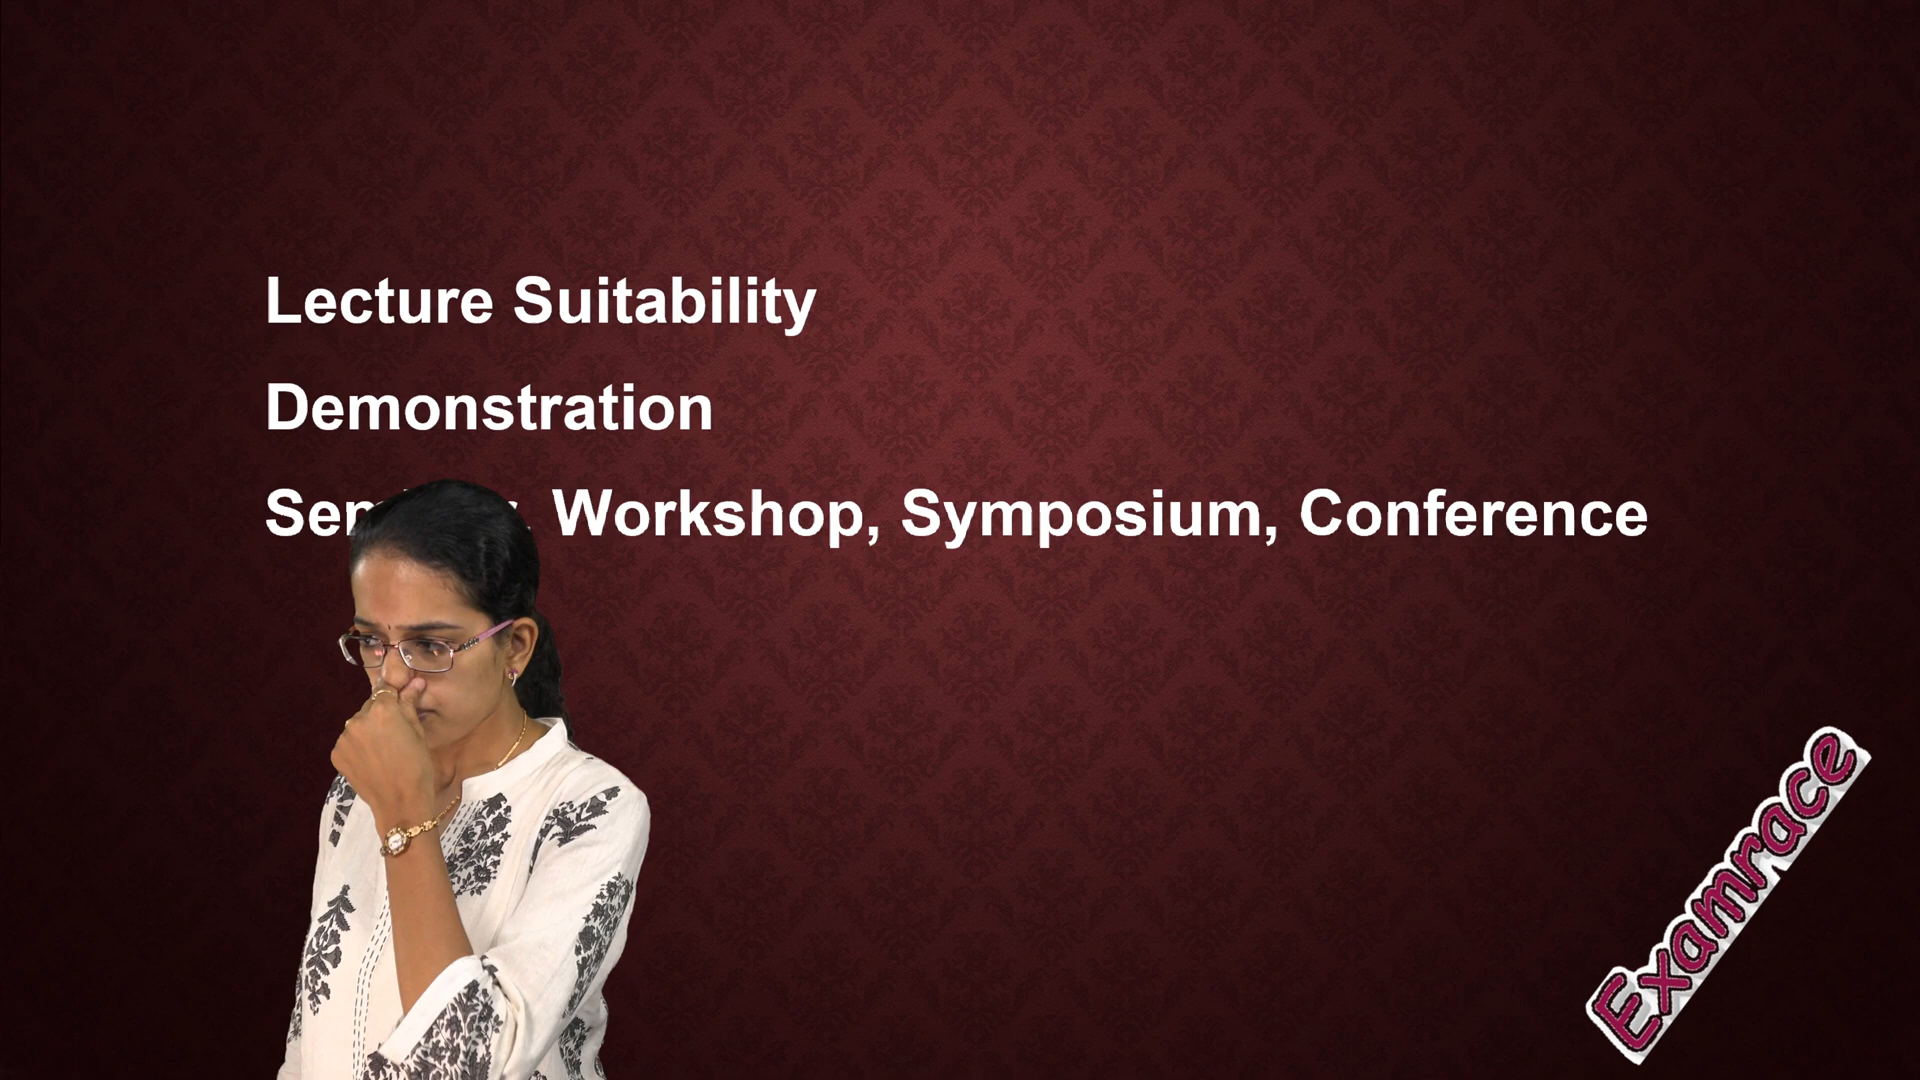 Lecture Suitability
Demonstration
Workshop, Symposium, Conference
Examrace